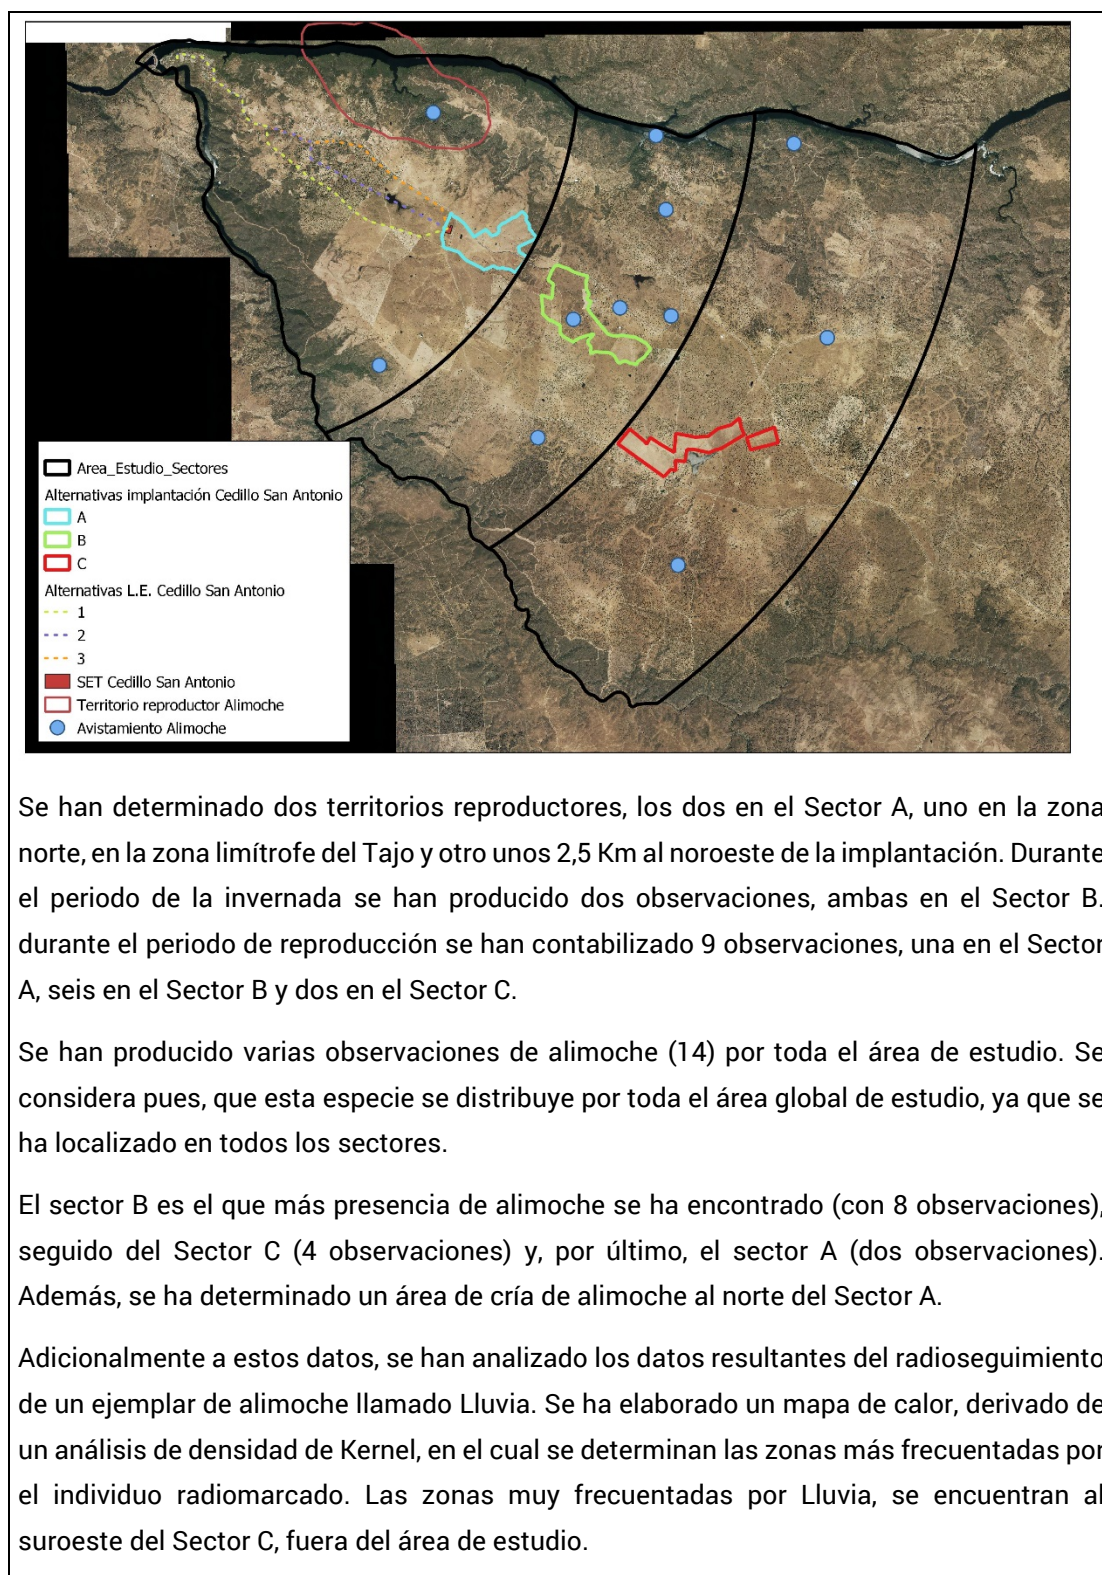 Area_Estudio_Sectores
Alternativas implantación Cedillo San Antonio
A
B
C
Alternativas L.E. Cedillo San Antonio
1
2
3
SET Cedillo San Antonio
Territorio reproductor Alimoche
Avistamiento Alimoche
Se han determinado dos territorios reproductores, los dos en el Sector A, uno en la zona
norte, en la zona limítrofe del Tajo y otro unos 2,5 Km al noroeste de la implantación. Durante
el periodo de la invernada se han producido dos observaciones, ambas en el Sector B.
durante el periodo de reproducción se han contabilizado 9 observaciones, una en el Sector
A, seis en el Sector B y dos en el Sector C.
Se han producido varias observaciones de alimoche (14) por toda el área de estudio. Se
considera pues, que esta especie se distribuye por toda el área global de estudio, ya que se
ha localizado en todos los sectores.
El sector B es el que más presencia de alimoche se ha encontrado (con 8 observaciones),
seguido del Sector C (4 observaciones) y, por último, el sector A (dos observaciones).
Además, se ha determinado un área de cría de alimoche al norte del Sector A.
Adicionalmente a estos datos, se han analizado los datos resultantes del radioseguimiento
de un ejemplar de alimoche llamado Lluvia. Se ha elaborado un mapa de calor, derivado de
un análisis de densidad de Kernel, en el cual se determinan las zonas más frecuentadas por
el individuo radiomarcado. Las zonas muy frecuentadas por Lluvia, se encuentran al
suroeste del Sector C, fuera del área de estudio.